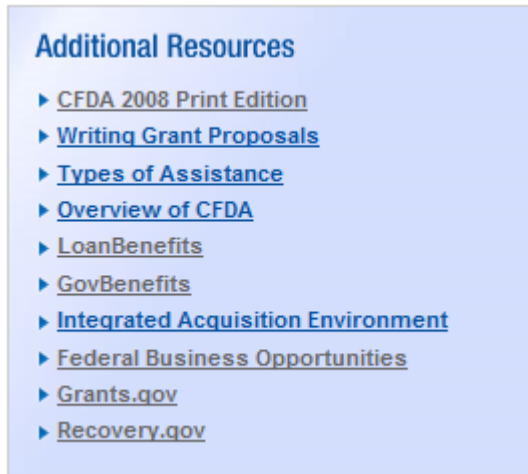 Additional Resources
CFDA 2008 Print Edition
Writing Grant Proposals
Types of Assistance
Overview of CFDA
LoanBenefits
GovBenefits
Integrated Acquisition Environment
Federal Business Opportunities
Grants.gov
Recovery.gov